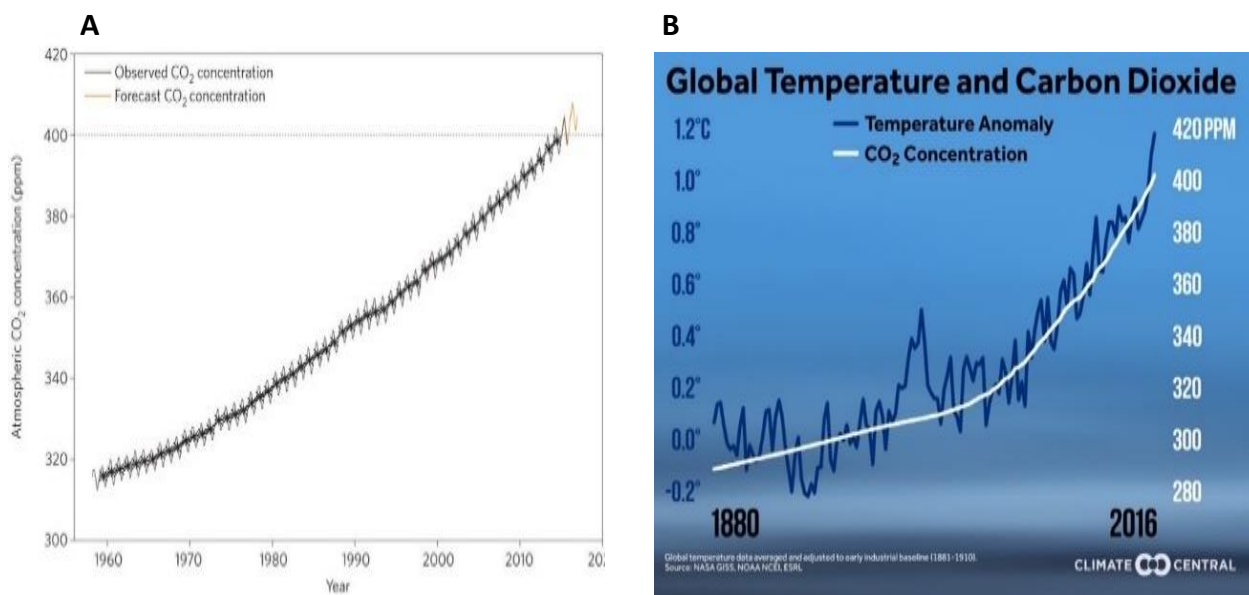 A
420
400
380
360
340
320
300
Atmospheric CO₂ concentration (ppm)
Observed CO₂ concentration
Forecast CO₂ concentration
1960
1970
1980
1990
2000
2010
202
Year
B
Global Temperature and Carbon Dioxide
Temperature Anomaly
CO₂ Concentration
1.2°C
1.0°
0.8°
0.6°
0.4°
0.2°
0.0°
-0.2°
420 PPM
400
380
360
340
320
300
280
1880
2016
Global temperature data averaged and adjusted to early industrial baseline (1881-1910).
Source: NASA GISS, NOAA NCEI, ESRL
CLIMATE CENTRAL